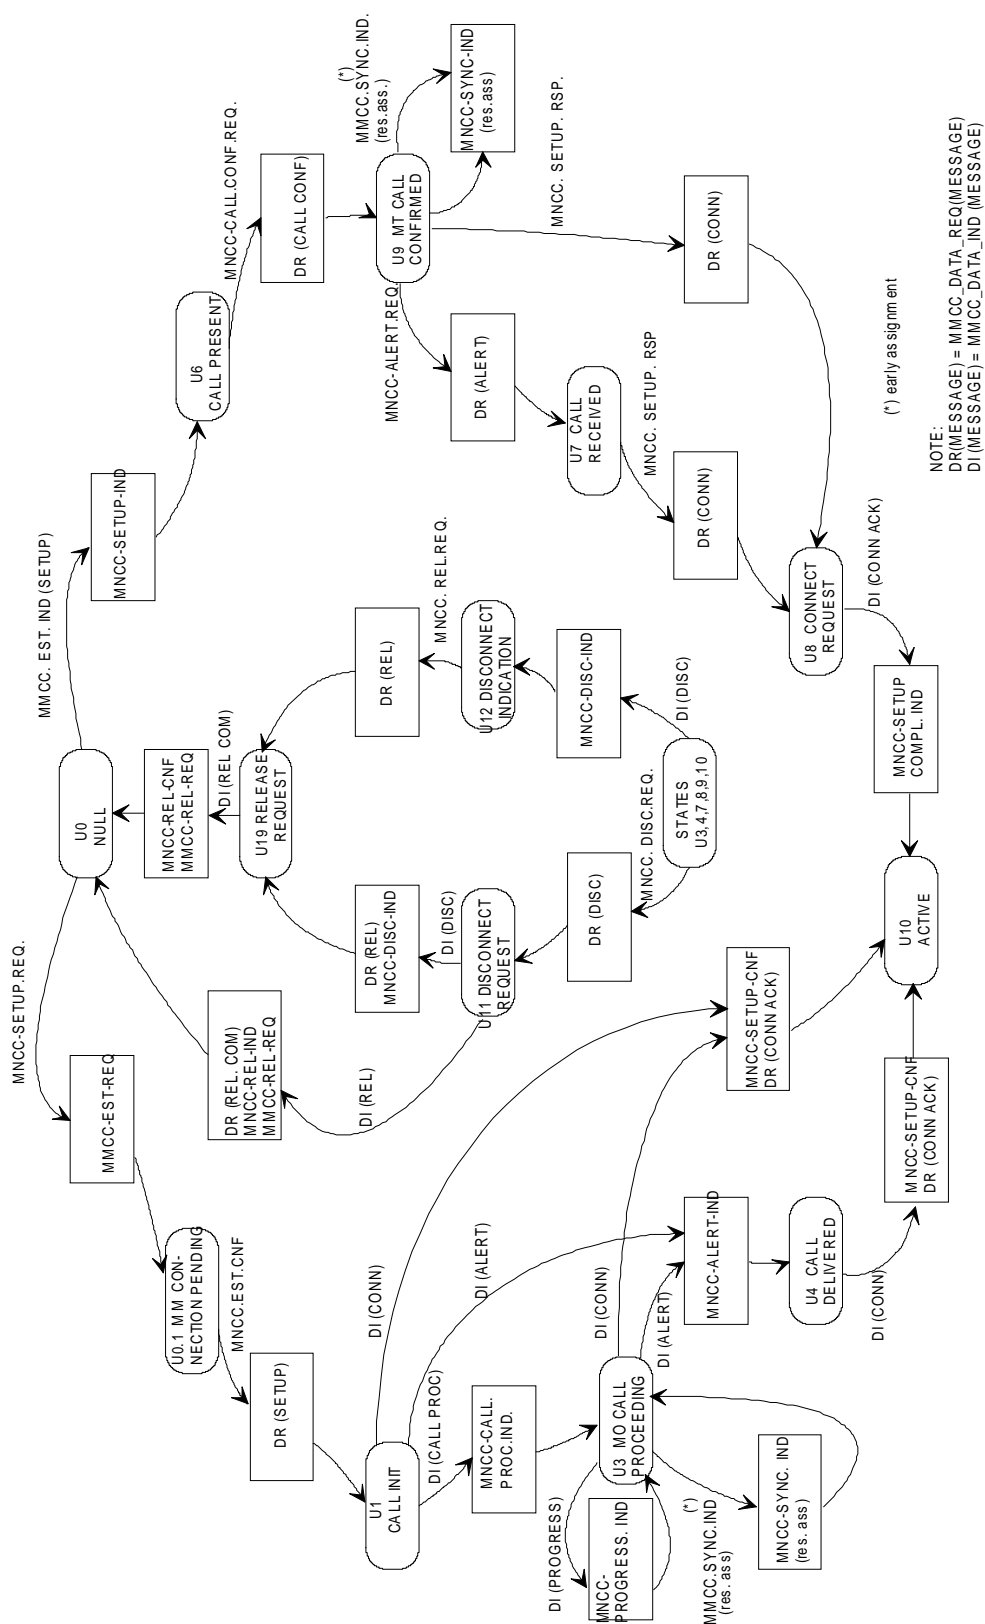 MNCC-SETUP.REQ.
MMCC-EST-REQ
U0.1 MM CON-
NECTION PENDING
MNCC.EST.CNF
DR (SETUP)
U1
CALL INIT
DI (CALL PROC)
MNCC-CALL.
PROC.IND.
DI (PROGRESS)
MNCC-
PROGRESS. IND
U3 MO CALL
PROCEEDING
(*)
MMCC.SYNC.IND
(res. ass)
MNCC-SYNC. IND
(res. ass)
DI (CONN)
DI (ALERT)
DI (CONN)
DI (ALERT)
MNCC-ALERT-IND
U4 CALL
DELIVERED
DI (CONN)
MNCC-SETUP-CNF
DR (CONN ACK)
MNCC-SETUP-CNF
DR (CONN ACK)
U10
ACTIVE
U0
NULL
DR (REL. COM)
MNCC-REL-IND
MMCC-REL-REQ
DI (REL)
MNCC-REL-CNF
MMCC-REL-REQ
DI (REL COM)
U19 RELEASE
REQUEST
DR (REL)
MNCC-DISC-IND
DI (DISC)
U11 DISCONNECT
REQUEST
DR (DISC)
MNCC. DISC.REQ.
STATES
U3,4,7,8,9,10
DI (DISC)
MNCC-DISC-IND
U12 DISCONNECT
INDICATION
MNCC. REL.REQ.
DR (REL)
MMCC. EST. IND (SETUP)
MNCC-SETUP-IND
U6
CALL PRESENT
MNCC-CALL.CONF.REQ.
DR (CALL CONF)
U9 MT CALL
CONFIRMED
(*)
MMCC.SYNC.IND.
(res.ass.)
MNCC-SYNC-IND
(res.ass)
MNCC-ALERT.REQ.
DR (ALERT)
U7 CALL
RECEIVED
MNCC. SETUP. RSP
DR (CONN)
MNCC. SETUP. RSP.
DR (CONN)
U8 CONNECT
REQUEST
DI (CONN ACK)
MNCC-SETUP
COMPL.IND
(*) early assignment
NOTE:
DR(MESSAGE) = MMCC_DATA_REQ(MESSAGE)
DI (MESSAGE) = MMCC_DATA_IND (MESSAGE)